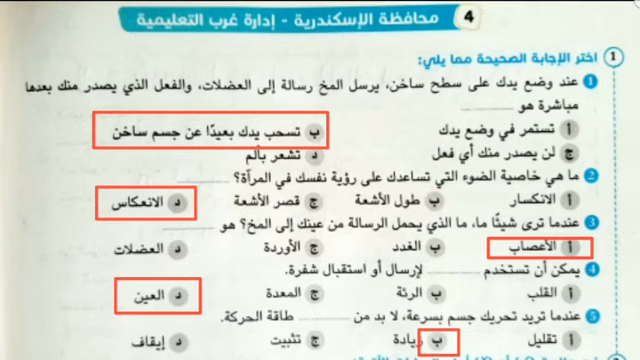 4 محافظة الإسكندرية - إدارة غرب التعليمية
1 اختر الإجابة الصحيحة مما يلي:
1 عند وضع يدك على سطح ساخن، يرسل المخ رسالة إلى العضلات، والفعل الذي يصدر منك بعدها
مباشرة هو ............
أ تستمر في وضع يدك ب تسحب يدك بعيدًا عن جسم ساخن
ج لن يصدر منك أي فعل د تشعر بألم
2 ما هي خاصية الضوء التي تساعدك على رؤية نفسك في المرآة؟ ............
أ الانكسار ب طول الأشعة ج قصر الأشعة د الانعكاس
3 عندما ترى شيئًا ما، ما الذي يحمل الرسالة من عينك إلى المخ؟ هو ............
أ الأعصاب ب الغدد ج الأوردة د العضلات
4 يمكن أن تستخدم ............ لإرسال أو استقبال شفرة.
أ القلب ب الرئة ج المعدة د العين
5 عندما تريد تحريك جسم بسرعة، لا بد من ............ طاقة الحركة.
أ تقليل ب زيادة ج تثبيت د إيقاف